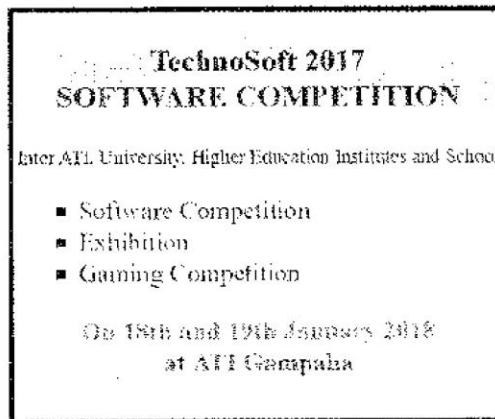 TechnoSoft 2017
SOFTWARE COMPETITION
Inter ATI, University, Higher Education Institutes and School
▪ Software Competition
▪ Exhibition
▪ Gaming Competition
On 18th and 19th January 2018
at ATI Gampaha